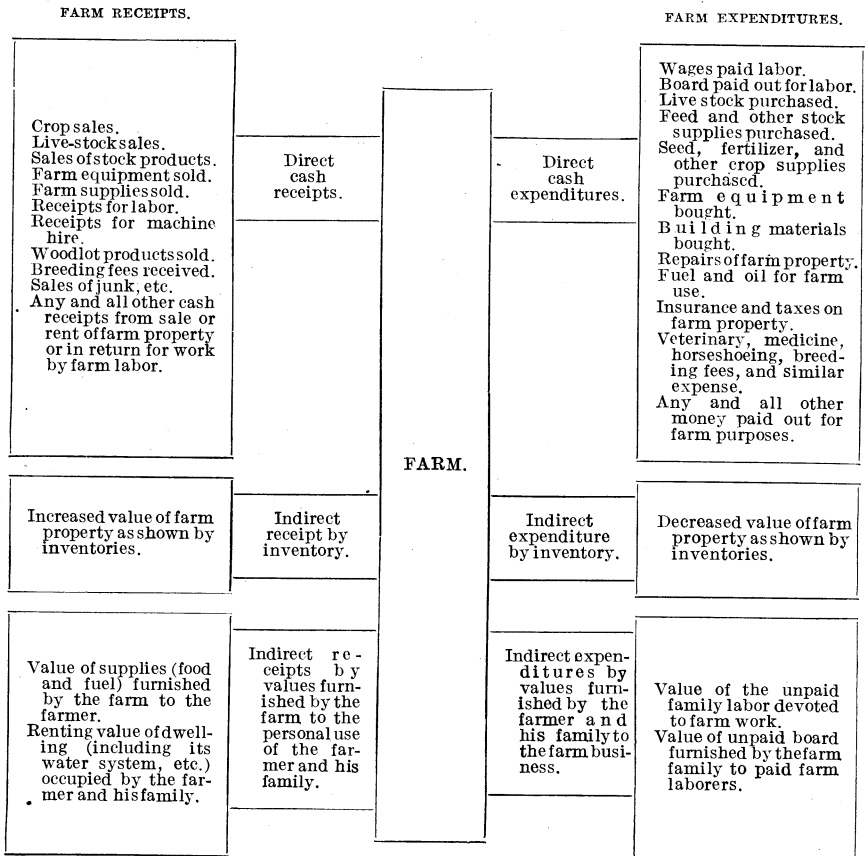 FARM RECEIPTS.
Crop sales.
Live-stock sales.
Sales of stock products.
Farm equipment sold.
Farm supplies sold.
Receipts for labor.
Receipts for machine
hire.
Woodlot products sold.
Breeding fees received.
Sales of junk, etc.
Any and all other cash
receipts from sale or
rent of farm property
or in return for work
by farm labor.
Direct
cash
receipts.
Increased value of farm
property as shown by
inventories.
Indirect
receipt by
inventory.
Value of supplies (food
and fuel) furnished
by the farm to the
farmer.
Renting value of dwell-
ing (including its
water system, etc.)
occupied by the far-
mer and his family.
Indirect re-
ceipts by
values furn-
ished by the
farm to the
personal use
of the far-
mer and his
family.
FARM.
FARM EXPENDITURES.
Direct
cash
expenditures.
Wages paid labor.
Board paid out for labor.
Live stock purchased.
Feed and other stock
supplies purchased.
Seed, fertilizer, and
other crop supplies
purchased.
Farm equipment
bought.
Building materials
bought.
Repairs of farm property.
Fuel and oil for farm
use.
Insurance and taxes on
farm property.
Veterinary, medicine,
horseshoeing, breed-
ing fees, and similar
expense.
Any and all other
money paid out for
farm purposes.
Indirect
expenditure
by inventory.
Decreased value of farm
property as shown by
inventories.
Indirect expen-
ditures by
values furn-
ished by the
farmer and
his family to
the farm busi-
ness.
Value of the unpaid
family labor devoted
to farm work.
Value of unpaid board
furnished by the farm
family to paid farm
laborers.